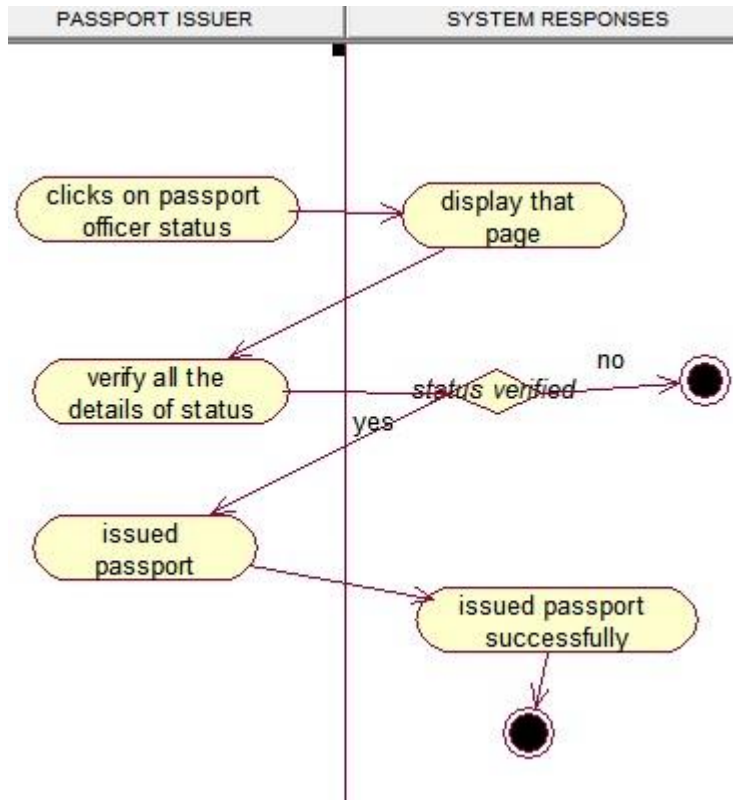 PASSPORT ISSUER
SYSTEM RESPONSES
clicks on passport
officer status
display that
page
verify all the
details of status
status verified
no
yes
issued
passport
issued passport
successfully